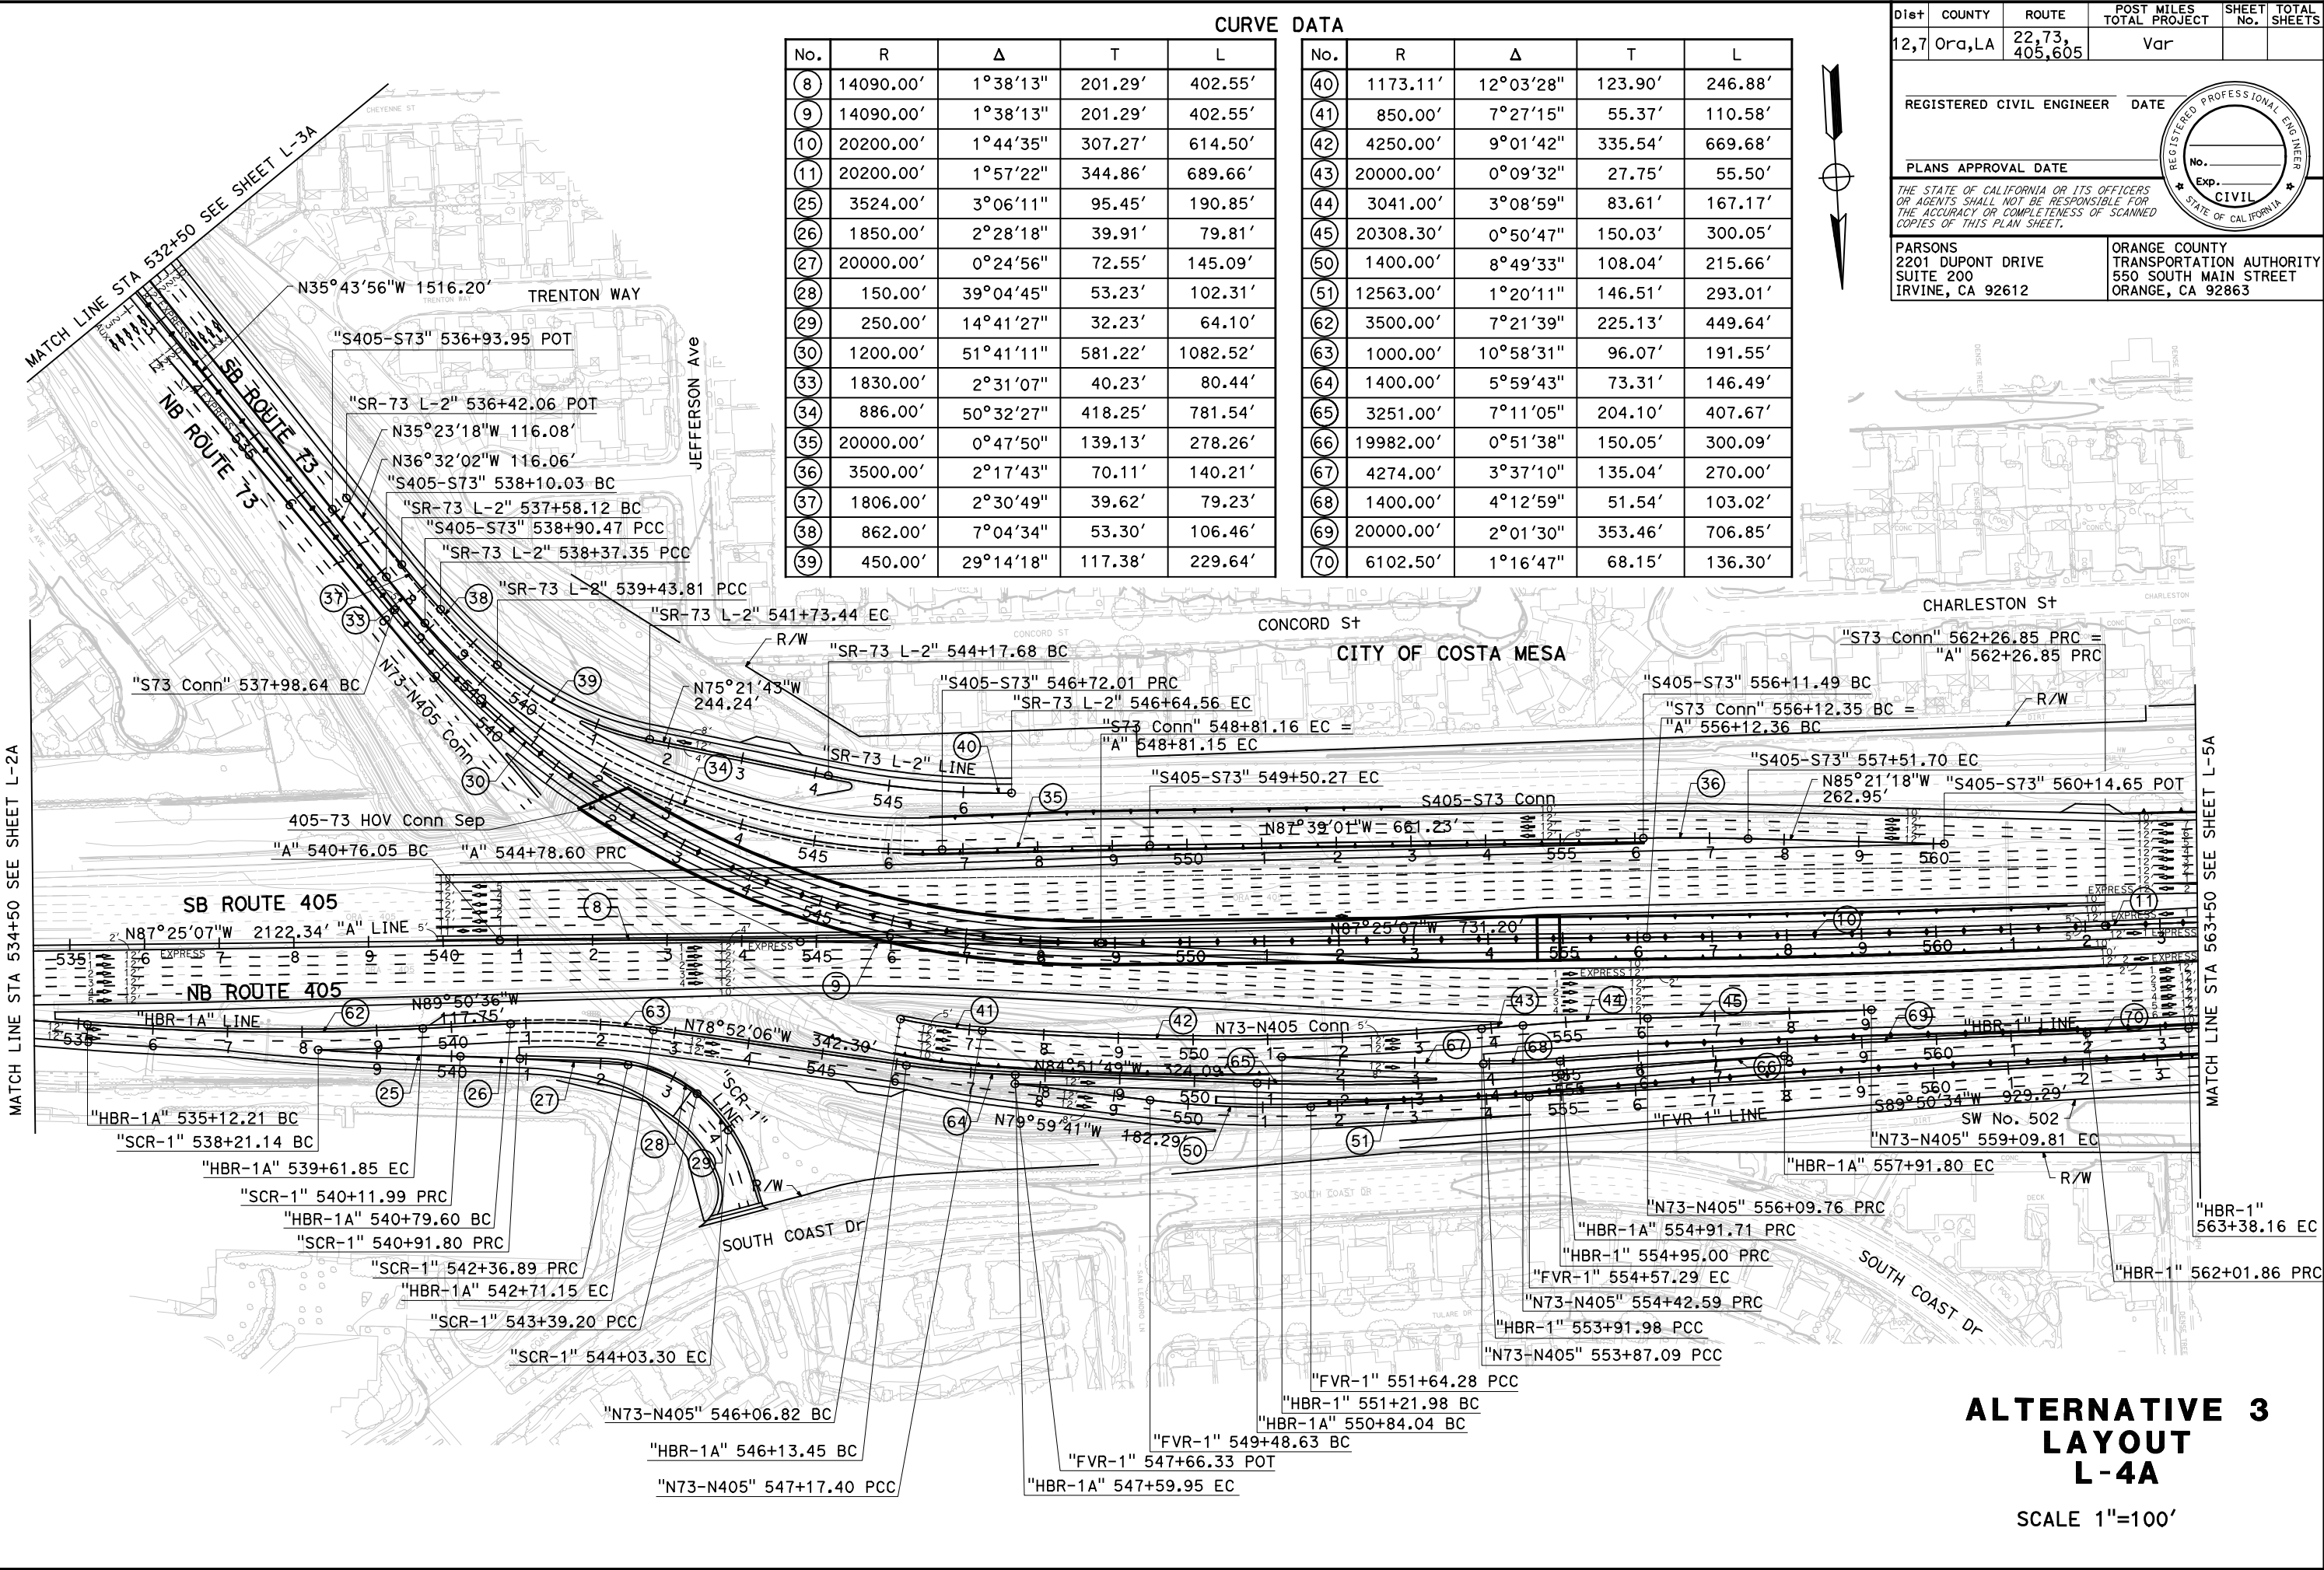 CURVE DATA
No. R Δ T L
8 14090.00' 1°38'13" 201.29' 402.55'
9 14090.00' 1°38'13" 201.29' 402.55'
10 20200.00' 1°44'35" 307.27' 614.50'
11 20200.00' 1°57'22" 344.86' 689.66'
25 3524.00' 3°06'11" 95.45' 190.85'
26 1850.00' 2°28'18" 39.91' 79.81'
27 20000.00' 0°24'56" 72.55' 145.09'
28 150.00' 39°04'45" 53.23' 102.31'
29 250.00' 14°41'27" 32.23' 64.10'
30 1200.00' 51°41'11" 581.22' 1082.52'
33 1830.00' 2°31'07" 40.23' 80.44'
34 886.00' 50°32'27" 418.25' 781.54'
35 20000.00' 0°47'50" 139.13' 278.26'
36 3500.00' 2°17'43" 70.11' 140.21'
37 1806.00' 2°30'49" 39.62' 79.23'
38 862.00' 7°04'34" 53.30' 106.46'
39 450.00' 29°14'18" 117.38' 229.64'
No. R Δ T L
40 1173.11' 12°03'28" 123.90' 246.88'
41 850.00' 7°27'15" 55.37' 110.58'
42 4250.00' 9°01'42" 335.54' 669.68'
43 20000.00' 0°09'32" 27.75' 55.50'
44 3041.00' 3°08'59" 83.61' 167.17'
45 20308.30' 0°50'47" 150.03' 300.05'
50 1400.00' 8°49'33" 108.04' 215.66'
51 12563.00' 1°20'11" 146.51' 293.01'
62 3500.00' 7°21'39" 225.13' 449.64'
63 1000.00' 10°58'31" 96.07' 191.55'
64 1400.00' 5°59'43" 73.31' 146.49'
65 3251.00' 7°11'05" 204.10' 407.67'
66 19982.00' 0°51'38" 150.05' 300.09'
67 4274.00' 3°37'10" 135.04' 270.00'
68 1400.00' 4°12'59" 51.54' 103.02'
69 20000.00' 2°01'30" 353.46' 706.85'
70 6102.50' 1°16'47" 68.15' 136.30'
Dist COUNTY ROUTE POST MILES TOTAL PROJECT SHEET No. TOTAL SHEETS
12,7 Ora,LA 22,73, 405,605 Var
REGISTERED CIVIL ENGINEER DATE
PLANS APPROVAL DATE
REGISTERED PROFESSIONAL ENGINEER
No.
Exp.
CIVIL
STATE OF CALIFORNIA
THE STATE OF CALIFORNIA OR ITS OFFICERS
OR AGENTS SHALL NOT BE RESPONSIBLE FOR
THE ACCURACY OR COMPLETENESS OF SCANNED
COPIES OF THIS PLAN SHEET.
PARSONS
2201 DUPONT DRIVE
SUITE 200
IRVINE, CA 92612
ORANGE COUNTY
TRANSPORTATION AUTHORITY
550 SOUTH MAIN STREET
ORANGE, CA 92863
MATCH LINE STA 532+50 SEE SHEET L-3A
CHEYENNE ST
N35°43'56"W 1516.20'
TRENTON WAY
TRENTON WAY
JEFFERSON Ave
"S405-S73" 536+93.95 POT
"SR-73 L-2" 536+42.06 POT
N35°23'18"W 116.08'
N36°32'02"W 116.06'
"S405-S73" 538+10.03 BC
"SR-73 L-2" 537+58.12 BC
"S405-S73" 538+90.47 PCC
"SR-73 L-2" 538+37.35 PCC
"SR-73 L-2" 539+43.81 PCC
"SR-73 L-2" 541+73.44 EC
R/W
SB ROUTE 73
NB ROUTE 73
37
33
38
39
"S73 Conn" 537+98.64 BC
N73-N405 Conn
N75°21'43"W
244.24'
"SR-73 L-2" 544+17.68 BC
"S405-S73" 546+72.01 PRC
"SR-73 L-2" 546+64.56 EC
"S73 Conn" 548+81.16 EC =
"A" 548+81.15 EC
CONCORD ST
CONCORD St
CITY OF COSTA MESA
CHARLESTON St
CHARLESTON
"S73 Conn" 562+26.85 PRC =
"A" 562+26.85 PRC
"S405-S73" 556+11.49 BC
"S73 Conn" 556+12.35 BC =
"A" 556+12.36 BC
R/W
"S405-S73" 557+51.70 EC
N85°21'18"W
262.95'
"S405-S73" 560+14.65 POT
"S405-S73" 549+50.27 EC
"SR-73 L-2" LINE
30
34
35
36
40
S405-S73 Conn
N87°39'01"W 661.23'
405-73 HOV Conn Sep
"A" 540+76.05 BC
"A" 544+78.60 PRC
MATCH LINE STA 534+50 SEE SHEET L-2A
MATCH LINE STA 563+50 SEE SHEET L-5A
SB ROUTE 405
N87°25'07"W 2122.34' "A" LINE
8
9
10
11
N87°25'07"W 731.20'
EXPRESS
NB ROUTE 405
"HBR-1A" LINE
62
N89°50'36"W
117.75'
63
N78°52'06"W 342.30'
41
42
N73-N405 Conn
43
44
45
69
"HBR-1" LINE
70
25
26
27
28
29
"SCR-1" LINE
64
N84°51'49"W 324.09'
65
67
68
66
N79°59'41"W 182.29'
50
51
"FVR-1" LINE
S89°50'34"W 929.29'
SW No. 502
R/W
R/W
SOUTH COAST Dr
SOUTH COAST DR
SOUTH COAST Dr
TULARE DR
"HBR-1A" 535+12.21 BC
"SCR-1" 538+21.14 BC
"HBR-1A" 539+61.85 EC
"SCR-1" 540+11.99 PRC
"HBR-1A" 540+79.60 BC
"SCR-1" 540+91.80 PRC
"SCR-1" 542+36.89 PRC
"HBR-1A" 542+71.15 EC
"SCR-1" 543+39.20 PCC
"SCR-1" 544+03.30 EC
"N73-N405" 546+06.82 BC
"HBR-1A" 546+13.45 BC
"N73-N405" 547+17.40 PCC
"HBR-1A" 547+59.95 EC
"FVR-1" 547+66.33 POT
"FVR-1" 549+48.63 BC
"HBR-1A" 550+84.04 BC
"HBR-1" 551+21.98 BC
"FVR-1" 551+64.28 PCC
"N73-N405" 553+87.09 PCC
"HBR-1" 553+91.98 PCC
"N73-N405" 554+42.59 PRC
"FVR-1" 554+57.29 EC
"HBR-1" 554+95.00 PRC
"HBR-1A" 554+91.71 PRC
"N73-N405" 556+09.76 PRC
"HBR-1A" 557+91.80 EC
"N73-N405" 559+09.81 EC
"HBR-1"
563+38.16 EC
"HBR-1" 562+01.86 PRC
ALTERNATIVE 3
LAYOUT
L-4A
SCALE 1"=100'